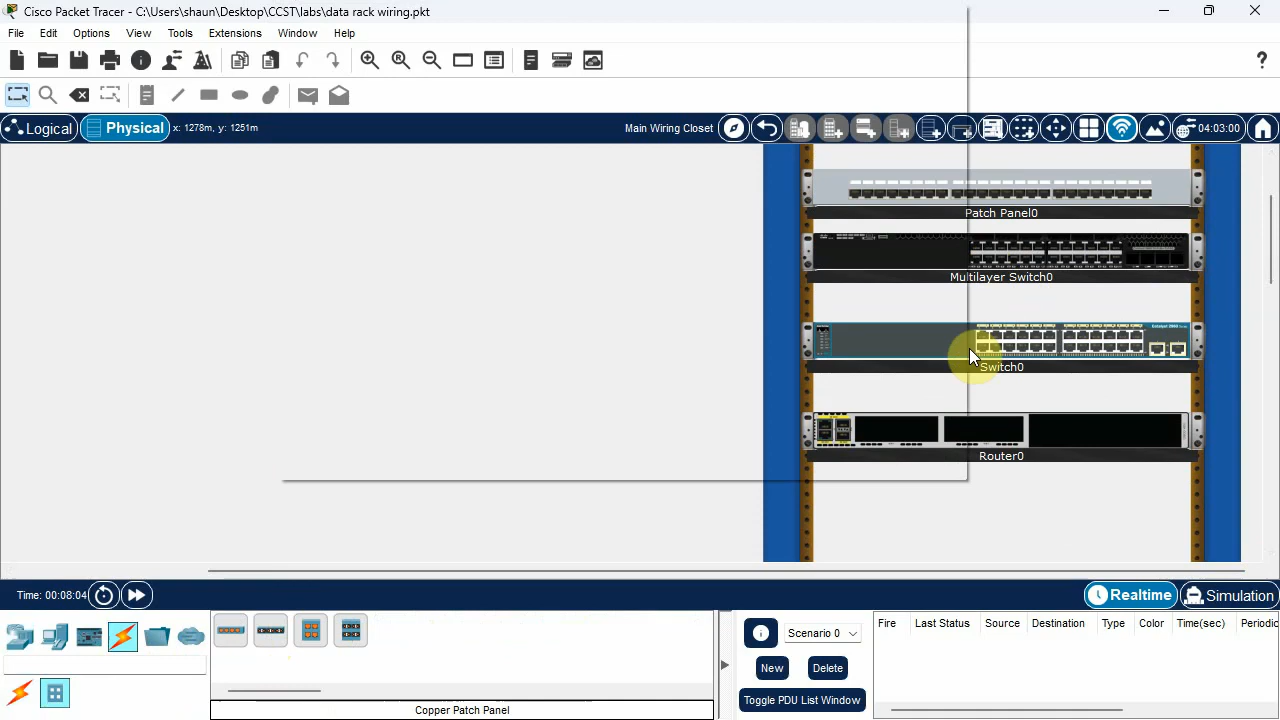 Cisco Packet Tracer - C:\Users\shaun\Desktop\CCST\labs\data rack wiring.pkt
File Edit Options View Tools Extensions Window Help
Logical Physical x: 1278m, y: 1251m Main Wiring Closet 04:03:00
Patch Panel0
Multilayer Switch0
Switch0
Router0
Time: 00:08:04 Realtime Simulation
Scenario 0 Fire Last Status Source Destination Type Color Time(sec) Periodic
New Delete
Toggle PDU List Window
Copper Patch Panel